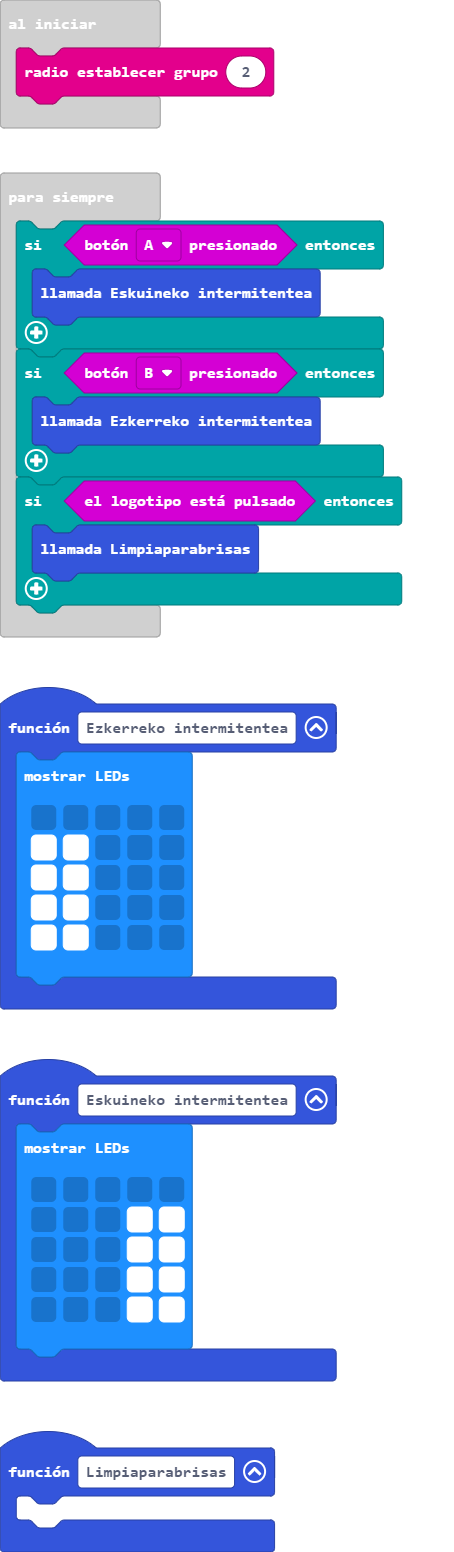 al iniciar
radio establecer grupo 2
para siempre
si botón A presionado entonces
llamada Eskuineko intermitentea
si botón B presionado entonces
llamada Ezkerreko intermitentea
si el logotipo está pulsado entonces
llamada Limpiaparabrisas
función Ezkerreko intermitentea
mostrar LEDs
función Eskuineko intermitentea
mostrar LEDs
función Limpiaparabrisas